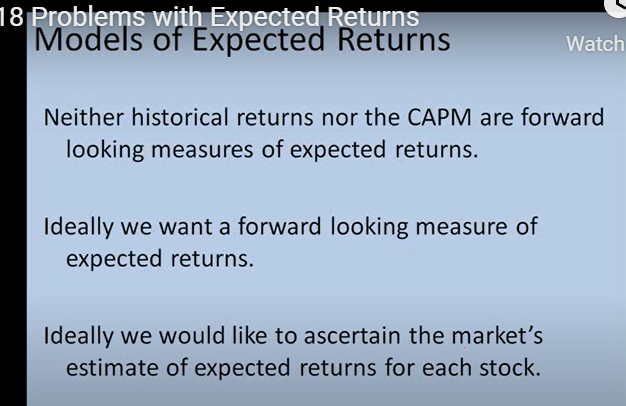 18 Problems with Expected Returns
Models of Expected Returns
Watch
Neither historical returns nor the CAPM are forward
looking measures of expected returns.
Ideally we want a forward looking measure of
expected returns.
Ideally we would like to ascertain the market's
estimate of expected returns for each stock.